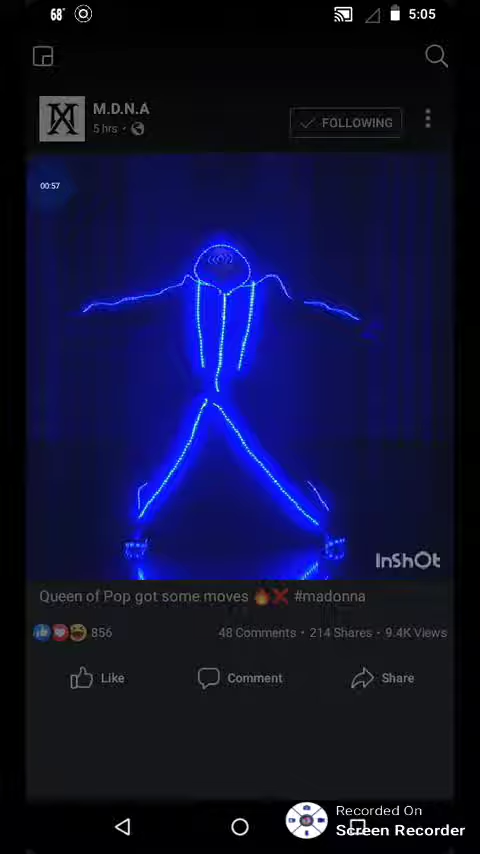 68° 5:05
M.D.N.A
5 hrs
FOLLOWING
00:57
InShOt
Queen of Pop got some moves 🔥❌ #madonna
856 48 Comments • 214 Shares • 9.4K Views
Like Comment Share
Recorded On
Screen Recorder